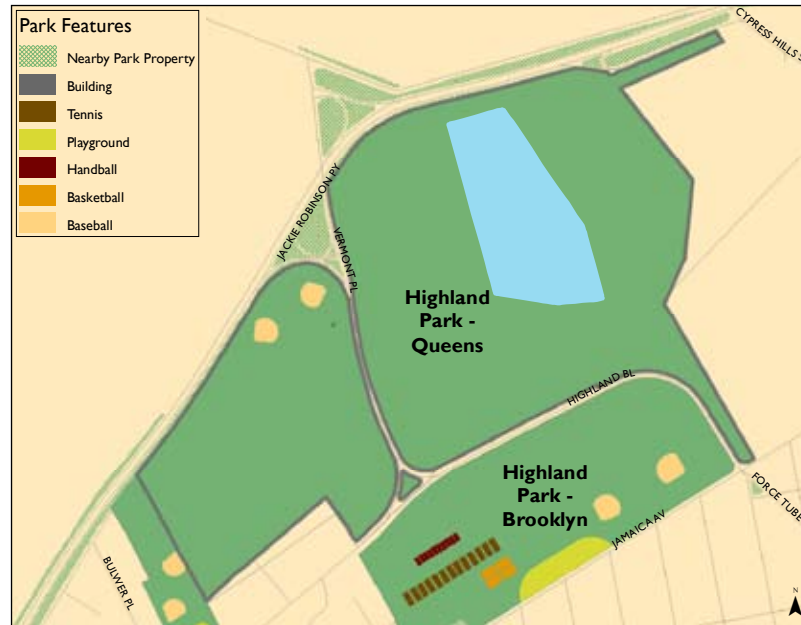 Park Features
Nearby Park Property
Building
Tennis
Playground
Handball
Basketball
Baseball
CYPRESS HILLS S
JACKIE ROBINSON PY
VERMONT PL
Highland
Park -
Queens
HIGHLAND BL
Highland
Park -
Brooklyn
JAMAICA AV
FORCE TUBE
BULWER PL
N